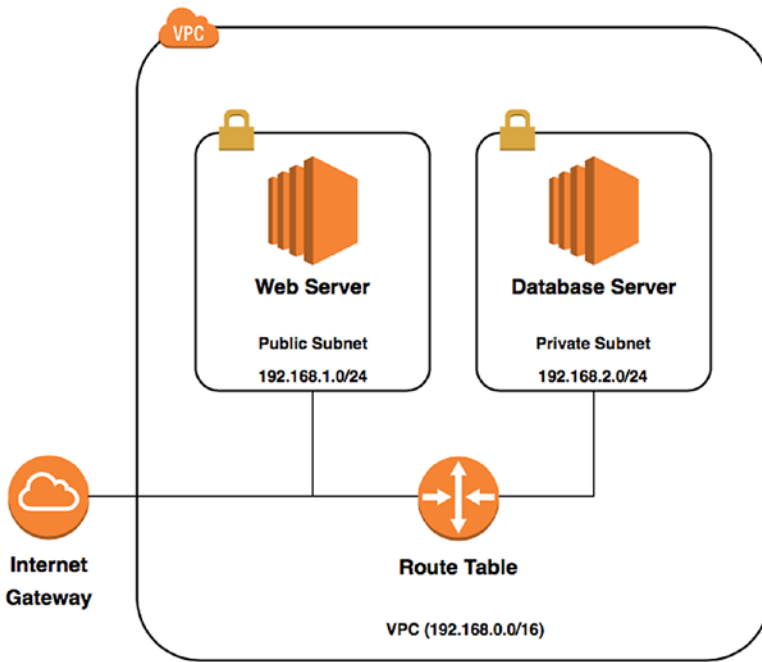 VPC
Web Server
Public Subnet
192.168.1.0/24
Database Server
Private Subnet
192.168.2.0/24
Internet
Gateway
Route Table
VPC (192.168.0.0/16)